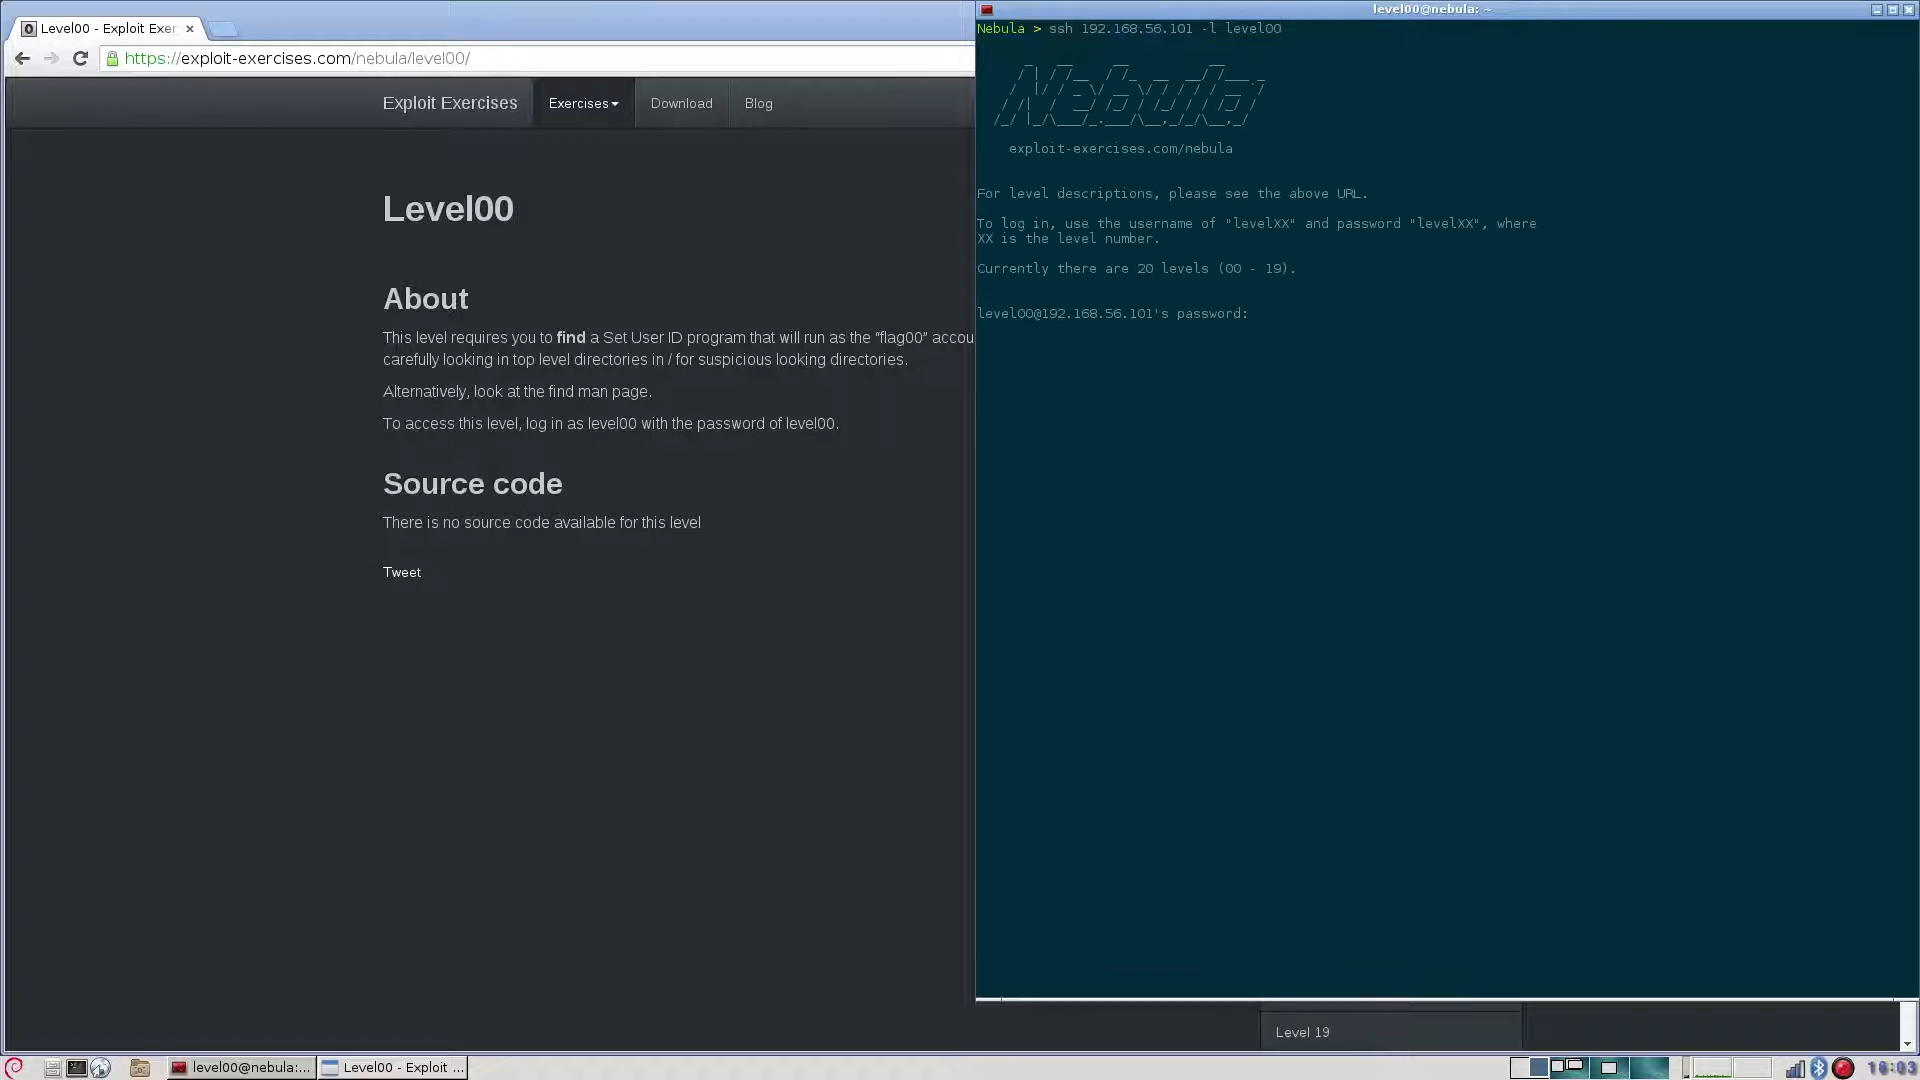 Level00 - Exploit Exer
https://exploit-exercises.com/nebula/level00/
Exploit Exercises
Exercises
Download
Blog
Level00
About
This level requires you to find a Set User ID program that will run as the “flag00” accou
carefully looking in top level directories in / for suspicious looking directories.
Alternatively, look at the find man page.
To access this level, log in as level00 with the password of level00.
Source code
There is no source code available for this level
Tweet
level00@nebula: ~
Nebula > ssh 192.168.56.101 -l level00
Nebula
exploit-exercises.com/nebula
For level descriptions, please see the above URL.
To log in, use the username of "levelXX" and password "levelXX", where
XX is the level number.
Currently there are 20 levels (00 - 19).
level00@192.168.56.101's password:
Level 19
level00@nebula:...
Level00 - Exploit ...
18:03